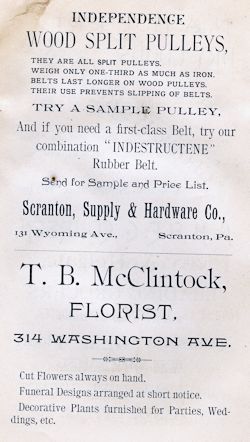 INDEPENDENCE
WOOD SPLIT PULLEYS,
THEY ARE ALL SPLIT PULLEYS.
WEIGH ONLY ONE-THIRD AS MUCH AS IRON.
BELTS LAST LONGER ON WOOD PULLEYS.
THEIR USE PREVENTS SLIPPING OF BELTS.
TRY A SAMPLE PULLEY,
And if you need a first-class Belt, try our
combination "INDESTRUCTENE"
Rubber Belt.
Send for Sample and Price List.
Scranton, Supply & Hardware Co.,
131 Wyoming Ave., Scranton, Pa.
T. B. McClintock,
FLORIST,
314 WASHINGTON AVE.
Cut Flowers always on hand.
Funeral Designs arranged at short notice.
Decorative Plants furnished for Parties, Wed-
dings, etc.